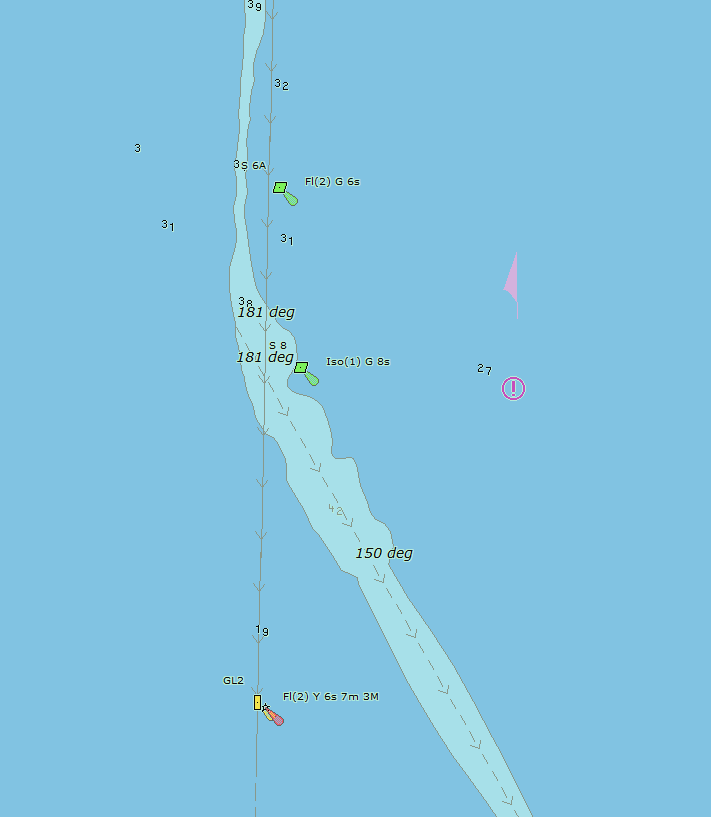 3₉
3₂
3
3 S 6A
Fl(2) G 6s
3₁
3₁
3₈
181 deg
S 8
181 deg
Iso(1) G 8s
2₇
!
4₂
150 deg
1₉
GL2
Fl(2) Y 6s 7m 3M